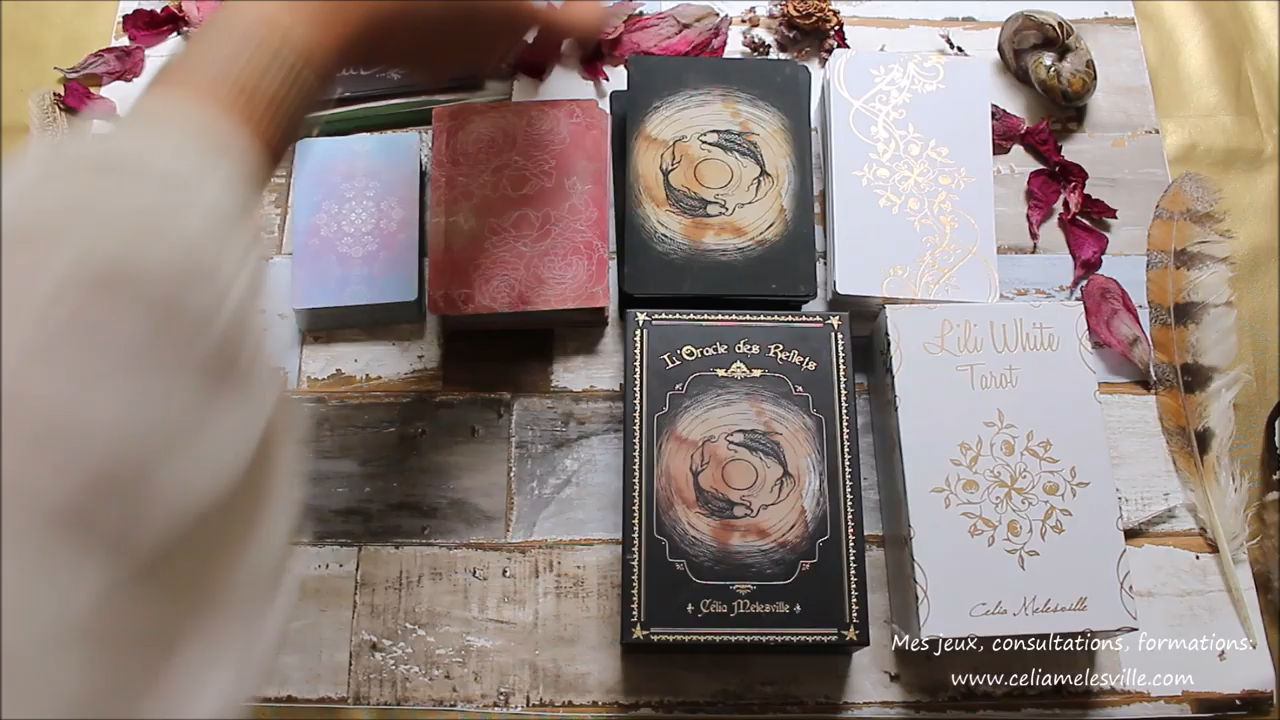 L'Oracle des Reflets
Célia Melesville
Lili White
Tarot
Celia Melesville
Mes jeux, consultations, formations:
www.celiamelesville.com